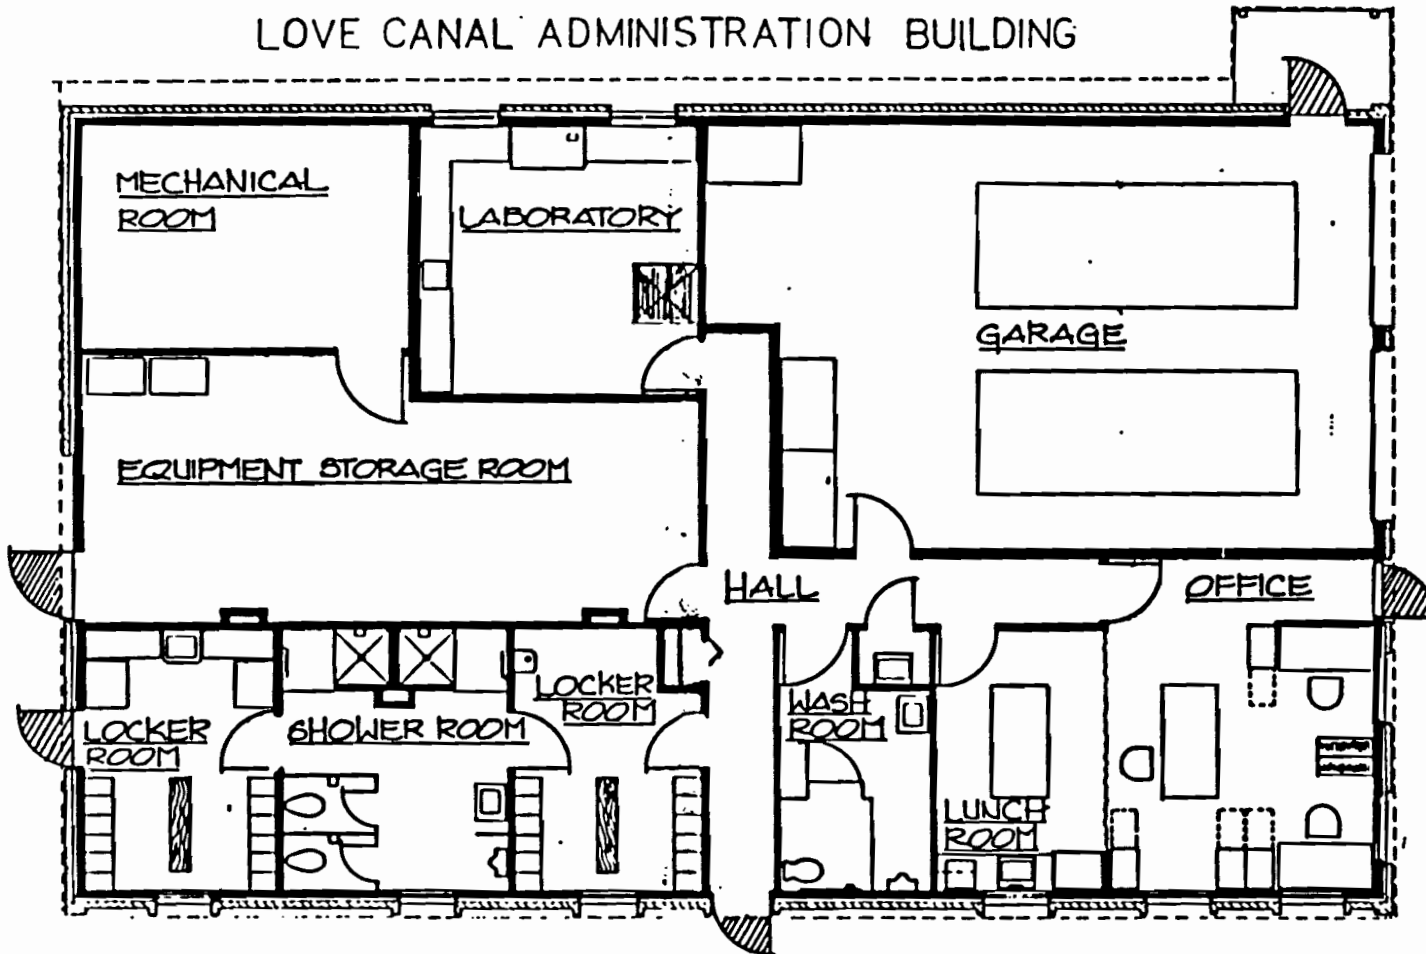 LOVE CANAL ADMINISTRATION BUILDING
MECHANICAL
ROOM
LABORATORY
GARAGE
EQUIPMENT STORAGE ROOM
HALL
OFFICE
LOCKER
ROOM
SHOWER ROOM
LOCKER
ROOM
WASH
ROOM
LUNCH
ROOM